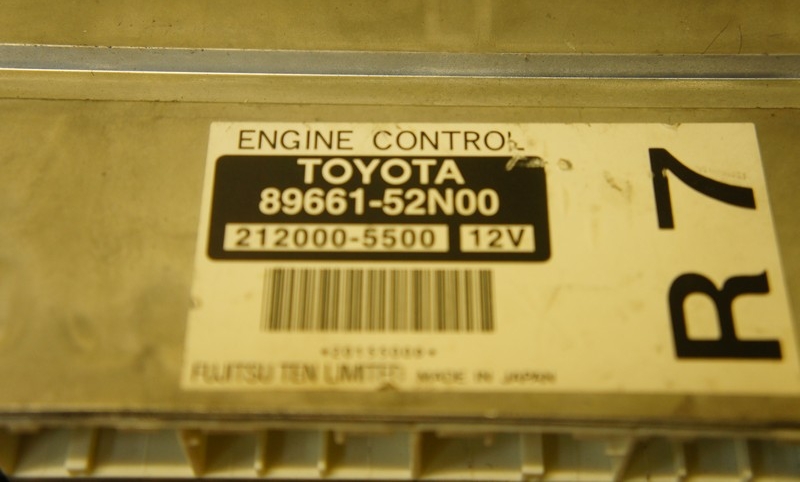 ENGINE CONTROL
TOYOTA
89661-52N00
212000-5500 12V
FUJITSU TEN LIMITED MADE IN JAPAN
R7